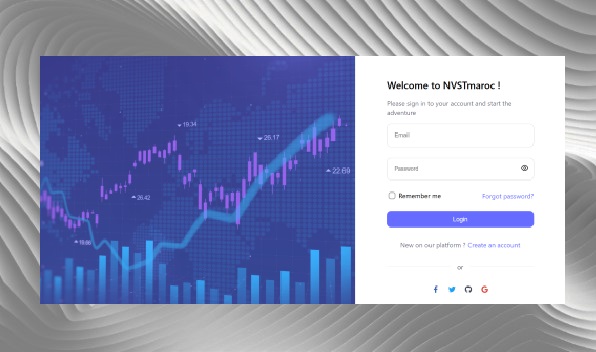 19.34
26.17
22.69
26.42
19.86
Welcome to NIVSTmaroc !
Please sign in to your account and start the
adventure
Email
Password
Remember me
Forgot password?
Login
New on our platform ? Create an account
or